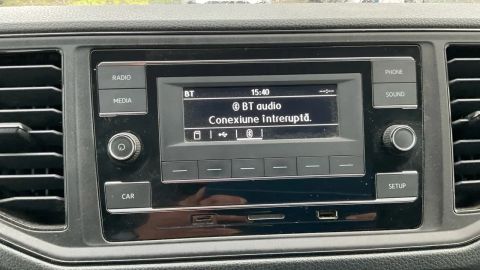 RADIO
MEDIA
CAR
BT 15:40
BT audio
Conexiune întreruptă.
PHONE
SOUND
SETUP